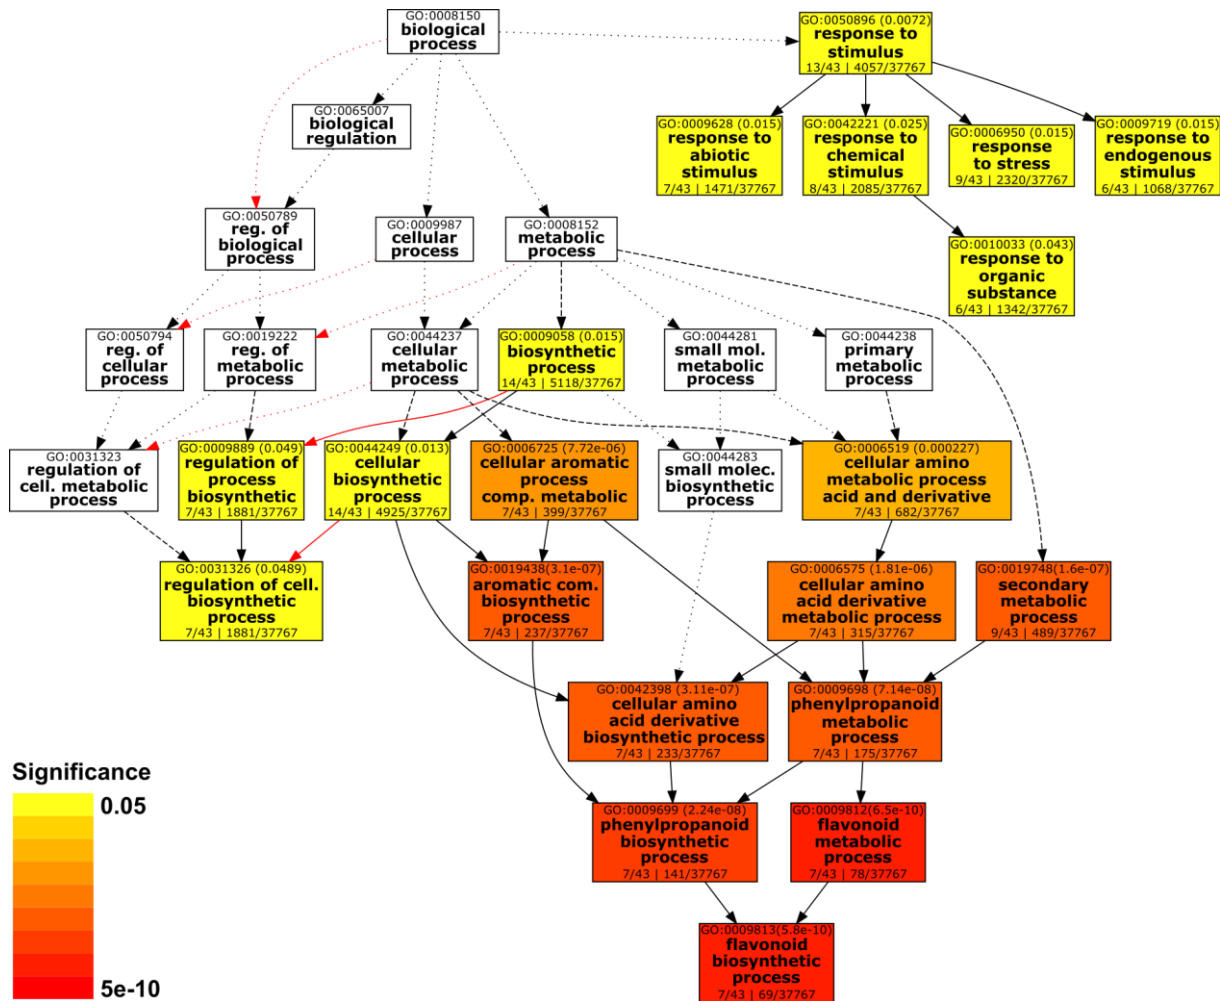 GO:0008150
biological
process
GO:0050896 (0.0072)
response to
stimulus
13/43 | 4057/37767
GO:0065007
biological
regulation
GO:0009628 (0.015)
response to
abiotic
stimulus
7/43 | 1471/37767
GO:0042221 (0.025)
response to
chemical
stimulus
8/43 | 2085/37767
GO:0006950 (0.015)
response
to stress
9/43 | 2320/37767
GO:0009719 (0.015)
response to
endogenous
stimulus
6/43 | 1068/37767
GO:0050789
reg. of
biological
process
GO:0009987
cellular
process
GO:0008152
metabolic
process
GO:0010033 (0.043)
response to
organic
substance
6/43 | 1342/37767
GO:0050794
reg. of
cellular
process
GO:0019222
reg. of
metabolic
process
GO:0044237
cellular
metabolic
process
GO:0009058 (0.015)
biosynthetic
process
14/43 | 5118/37767
GO:0044281
small mol.
metabolic
process
GO:0044238
primary
metabolic
process
GO:0031323
regulation of
cell. metabolic
process
GO:0009889 (0.049)
regulation of
process
biosynthetic
7/43 | 1881/37767
GO:0044249 (0.013)
cellular
biosynthetic
process
14/43 | 4925/37767
GO:0006725 (7.72e-06)
cellular aromatic
process
comp. metabolic
7/43 | 399/37767
GO:0044283
small molec.
biosynthetic
process
GO:0006519 (0.000227)
cellular amino
metabolic process
acid and derivative
7/43 | 682/37767
GO:0031326 (0.0489)
regulation of cell.
biosynthetic
process
7/43 | 1881/37767
GO:0019438(3.1e-07)
aromatic com.
biosynthetic
process
7/43 | 237/37767
GO:0006575 (1.81e-06)
cellular amino
acid derivative
metabolic process
7/43 | 315/37767
GO:0019748(1.6e-07)
secondary
metabolic
process
9/43 | 489/37767
GO:0042398 (3.11e-07)
cellular amino
acid derivative
biosynthetic process
7/43 | 233/37767
GO:0009698 (7.14e-08)
phenylpropanoid
metabolic
process
7/43 | 175/37767
Significance
0.05
5e-10
GO:0009699 (2.24e-08)
phenylpropanoid
biosynthetic
process
7/43 | 141/37767
GO:0009812(6.5e-10)
flavonoid
metabolic
process
7/43 | 78/37767
GO:0009813(5.8e-10)
flavonoid
biosynthetic
process
7/43 | 69/37767